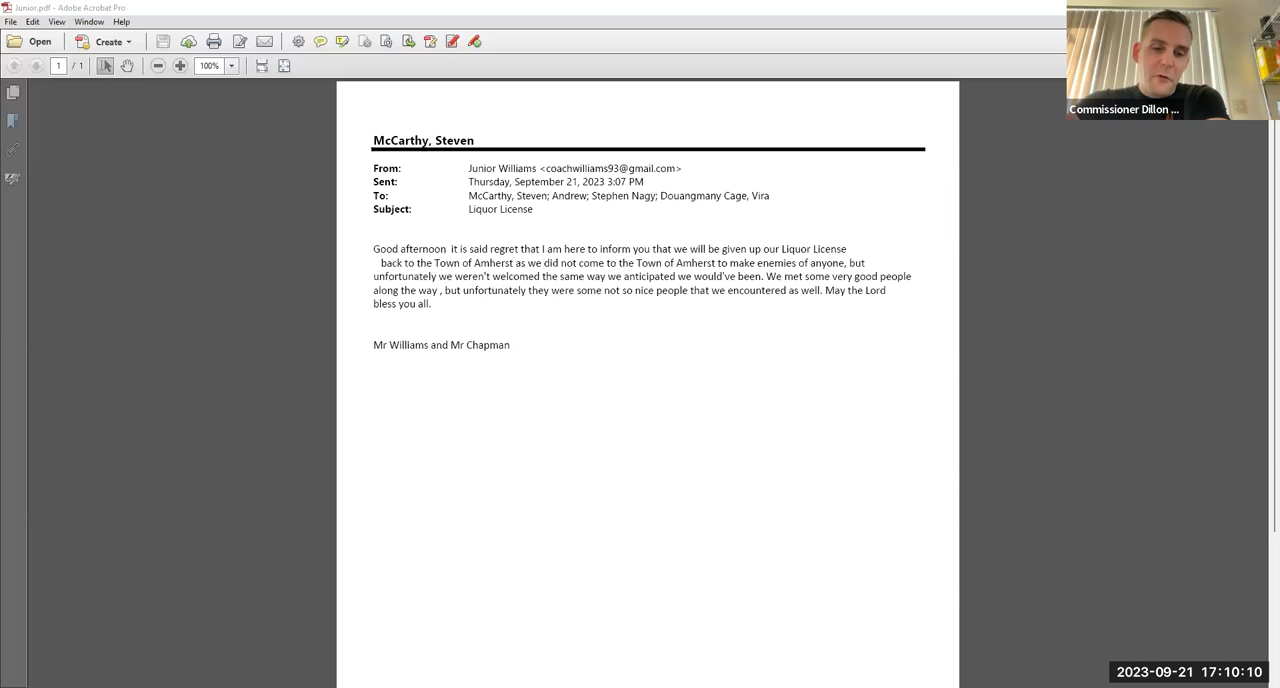 Junior.pdf - Adobe Acrobat Pro
File Edit View Window Help
Open Create
1 / 1 100%
Commissioner Dillon ...
McCarthy, Steven
From: Junior Williams <coachwilliams93@gmail.com>
Sent: Thursday, September 21, 2023 3:07 PM
To: McCarthy, Steven; Andrew; Stephen Nagy; Douangmany Cage, Vira
Subject: Liquor License
Good afternoon it is said regret that I am here to inform you that we will be given up our Liquor License
back to the Town of Amherst as we did not come to the Town of Amherst to make enemies of anyone, but
unfortunately we weren't welcomed the same way we anticipated we would've been. We met some very good people
along the way , but unfortunately they were some not so nice people that we encountered as well. May the Lord
bless you all.
Mr Williams and Mr Chapman
2023-09-21 17:10:10